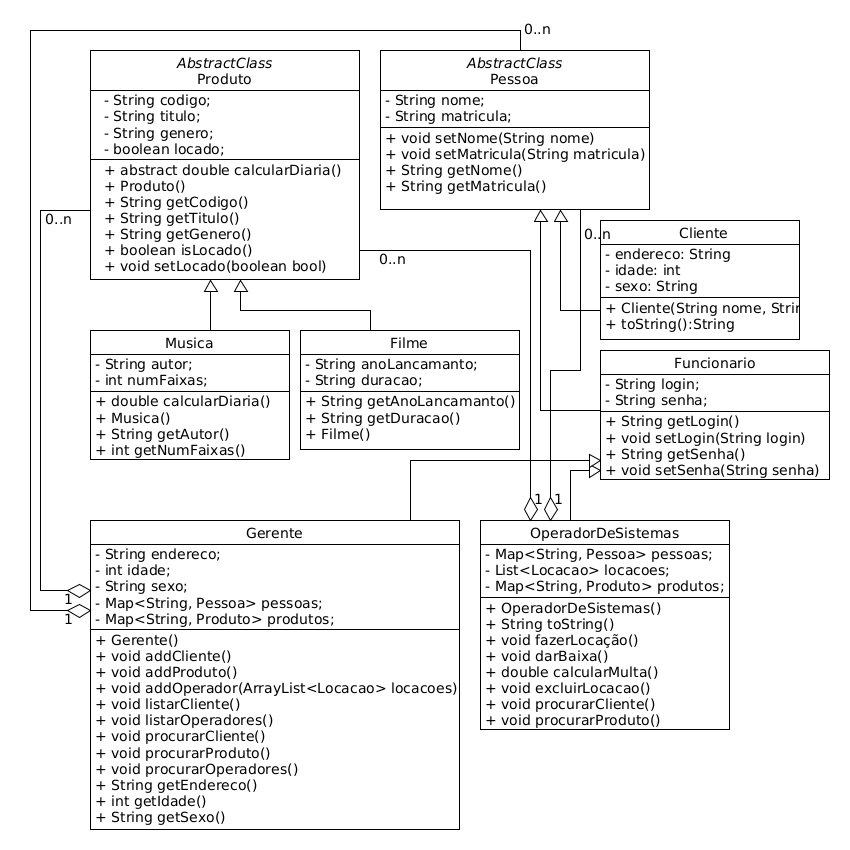 0..n
AbstractClass
Produto
- String codigo;
- String titulo;
- String genero;
- boolean locado;
+ abstract double calcularDiaria()
+ Produto()
+ String getCodigo()
+ String getTitulo()
+ String getGenero()
+ boolean isLocado()
+ void setLocado(boolean bool)
AbstractClass
Pessoa
- String nome;
- String matricula;
+ void setNome(String nome)
+ void setMatricula(String matricula)
+ String getNome()
+ String getMatricula()
0..n
0..n
0..n
Cliente
- endereco: String
- idade: int
- sexo: String
+ Cliente(String nome, Strin
+ toString():String
Musica
- String autor;
- int numFaixas;
+ double calcularDiaria()
+ Musica()
+ String getAutor()
+ int getNumFaixas()
Filme
- String anoLancamanto;
- String duracao;
+ String getAnoLancamanto()
+ String getDuracao()
+ Filme()
Funcionario
- String login;
- String senha;
+ String getLogin()
+ void setLogin(String login)
+ String getSenha()
+ void setSenha(String senha)
1
1
1
1
Gerente
- String endereco;
- int idade;
- String sexo;
- Map<String, Pessoa> pessoas;
- Map<String, Produto> produtos;
+ Gerente()
+ void addCliente()
+ void addProduto()
+ void addOperador(ArrayList<Locacao> locacoes)
+ void listarCliente()
+ void listarOperadores()
+ void procurarCliente()
+ void procurarProduto()
+ void procurarOperadores()
+ String getEndereco()
+ int getIdade()
+ String getSexo()
OperadorDeSistemas
- Map<String, Pessoa> pessoas;
- List<Locacao> locacoes;
- Map<String, Produto> produtos;
+ OperadorDeSistemas()
+ String toString()
+ void fazerLocação()
+ void darBaixa()
+ double calcularMulta()
+ void excluirLocacao()
+ void procurarCliente()
+ void procurarProduto()